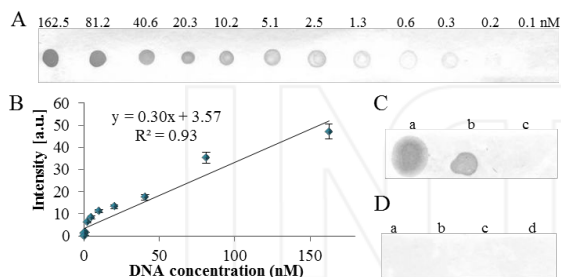 A
162.5 81.2 40.6 20.3 10.2 5.1 2.5 1.3 0.6 0.3 0.2 0.1 nM
B
60
50
40
30
20
10
0
Intensity [a.u.]
y = 0.30x + 3.57
R² = 0.93
0 50 100 150
DNA concentration (nM)
C
a b c
D
a b c d